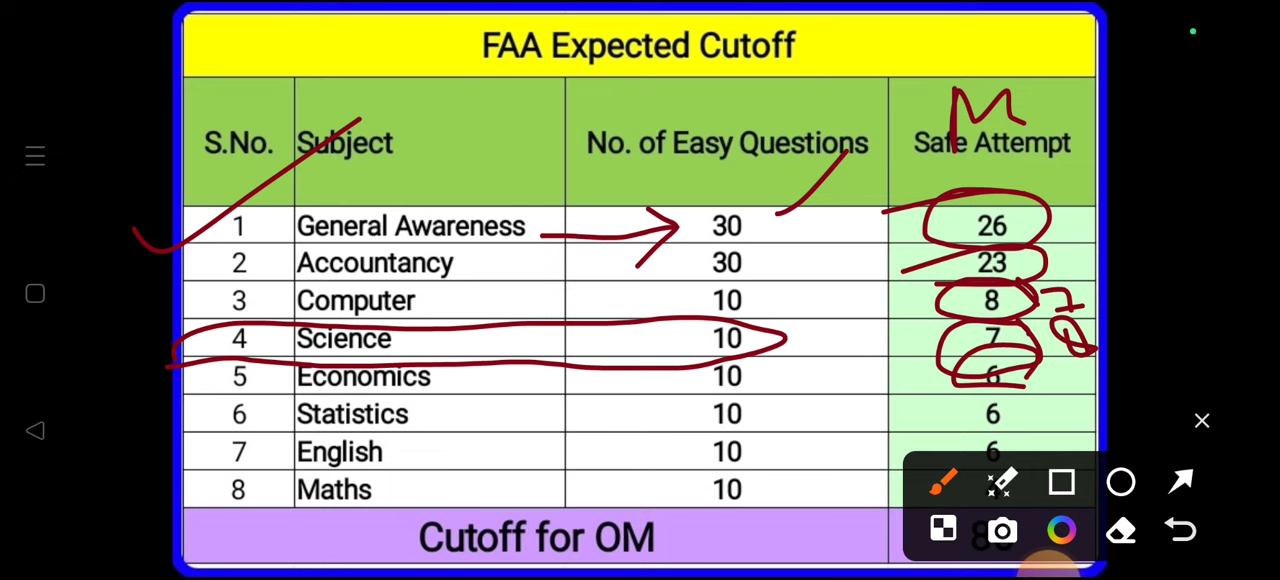 FAA Expected Cutoff
S.No. Subject No. of Easy Questions Safe Attempt
M
1 General Awareness 30 26
2 Accountancy 30 23
3 Computer 10 8 7
4 Science 10 7 8
5 Economics 10 6
6 Statistics 10 6
7 English 10 6
8 Maths 10
Cutoff for OM